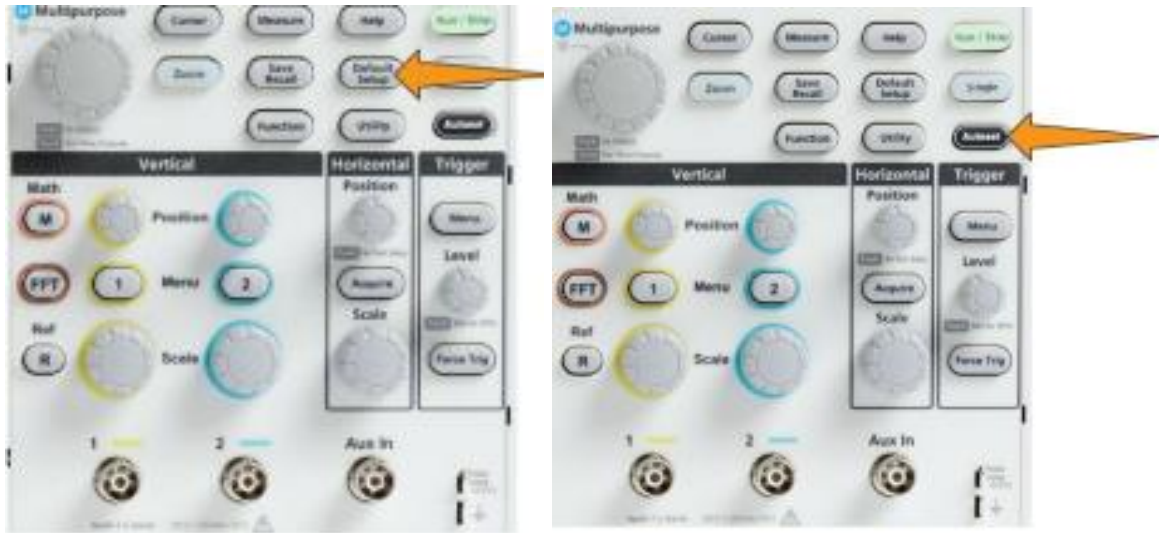 Multipurpose
Cursor
Measure
Help
Run / Stop
Zoom
Save
Recall
Default
Setup
Function
Utility
Autoset
Vertical
Horizontal
Trigger
Math
Position
M
Position
Menu
Level
FFT
1
Menu
2
Acquire
Scale
Ref
R
Scale
Force Trig
1
2
Aux In
Multipurpose
Cursor
Measure
Help
Run / Stop
Zoom
Save
Recall
Default
Setup
Single
Function
Utility
Autoset
Vertical
Horizontal
Trigger
Math
Position
M
Position
Menu
Level
FFT
1
Menu
2
Acquire
Scale
Ref
R
Scale
Force Trig
1
2
Aux In